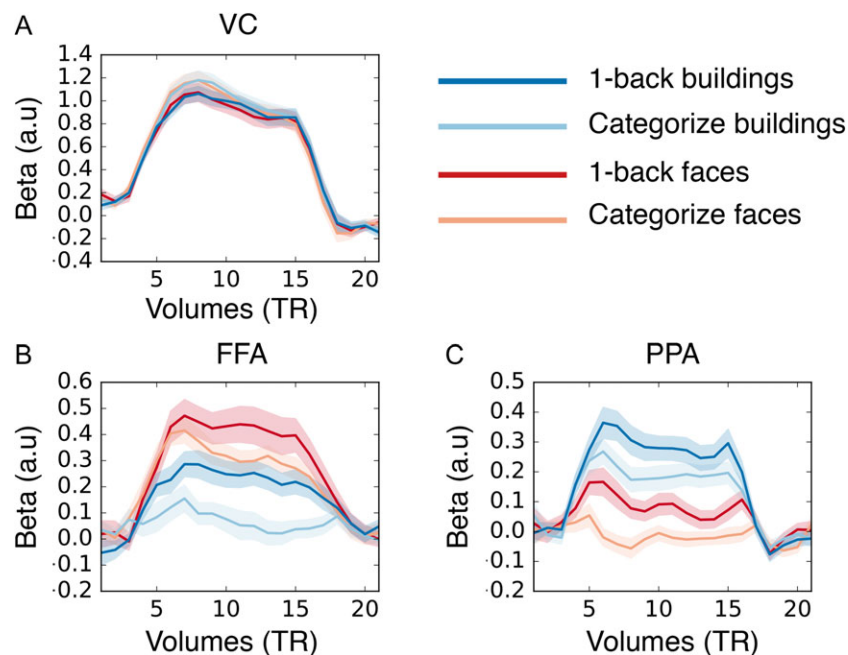 A
VC
1.4
1.2
1.0
0.8
0.6
0.4
0.2
0.0
·0.2
·0.4
Beta (a.u)
5 10 15 20
Volumes (TR)
1-back buildings
Categorize buildings
1-back faces
Categorize faces
B
FFA
0.6
0.5
0.4
0.3
0.2
0.1
0.0
·0.1
·0.2
Beta (a.u)
5 10 15 20
Volumes (TR)
C
PPA
0.5
0.4
0.3
0.2
0.1
0.0
·0.1
·0.2
Beta (a.u)
5 10 15 20
Volumes (TR)